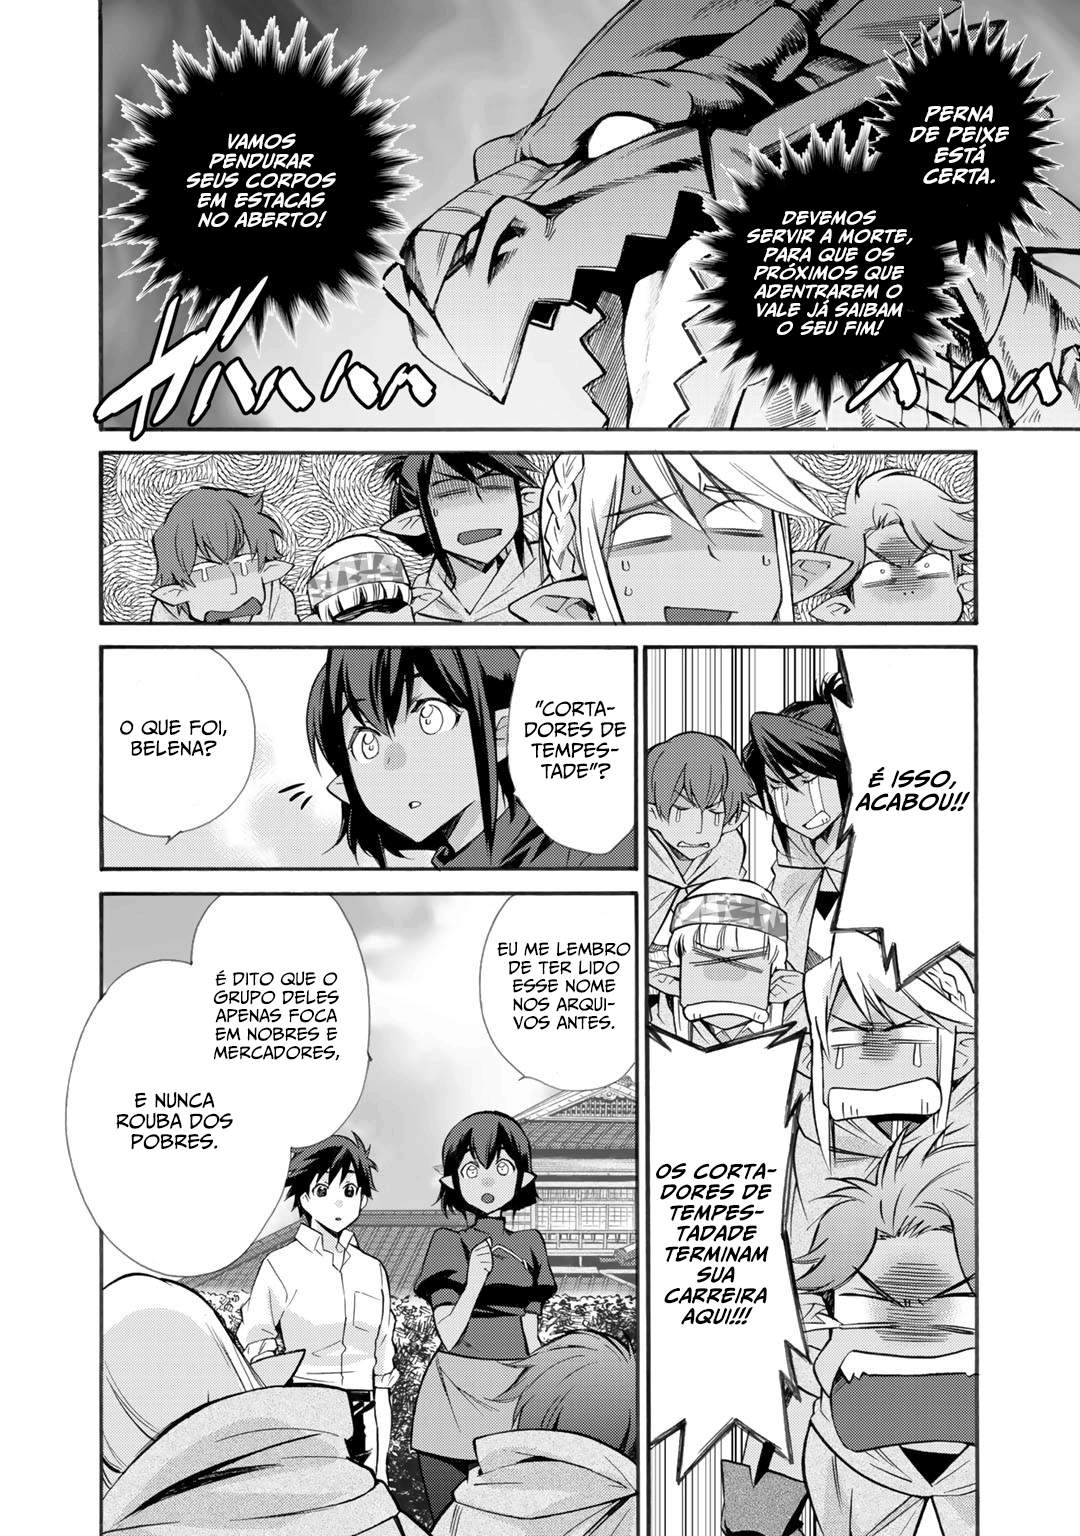 PERNA
DE PEIXE
ESTÁ
CERTA.
DEVEMOS
SERVIR A MORTE,
PARA QUE OS
PRÓXIMOS QUE
ADENTRAREM O
VALE JÁ SAIBAM
O SEU FIM!
VAMOS
PENDURAR
SEUS CORPOS
EM ESTACAS
NO ABERTO!
É ISSO,
ACABOU!!
OS CORTA-
DORES DE
TEMPES-
TADADE
TERMINAM
SUA
CARREIRA
AQUI!!!
"CORTA-
DORES DE
TEMPES-
TADE"?
O QUE FOI,
BELENA?
EU ME LEMBRO
DE TER LIDO
ESSE NOME
NOS ARQUI-
VOS ANTES.
É DITO QUE O
GRUPO DELES
APENAS FOCA
EM NOBRES E
MERCADORES,
E NUNCA
ROUBA DOS
POBRES.